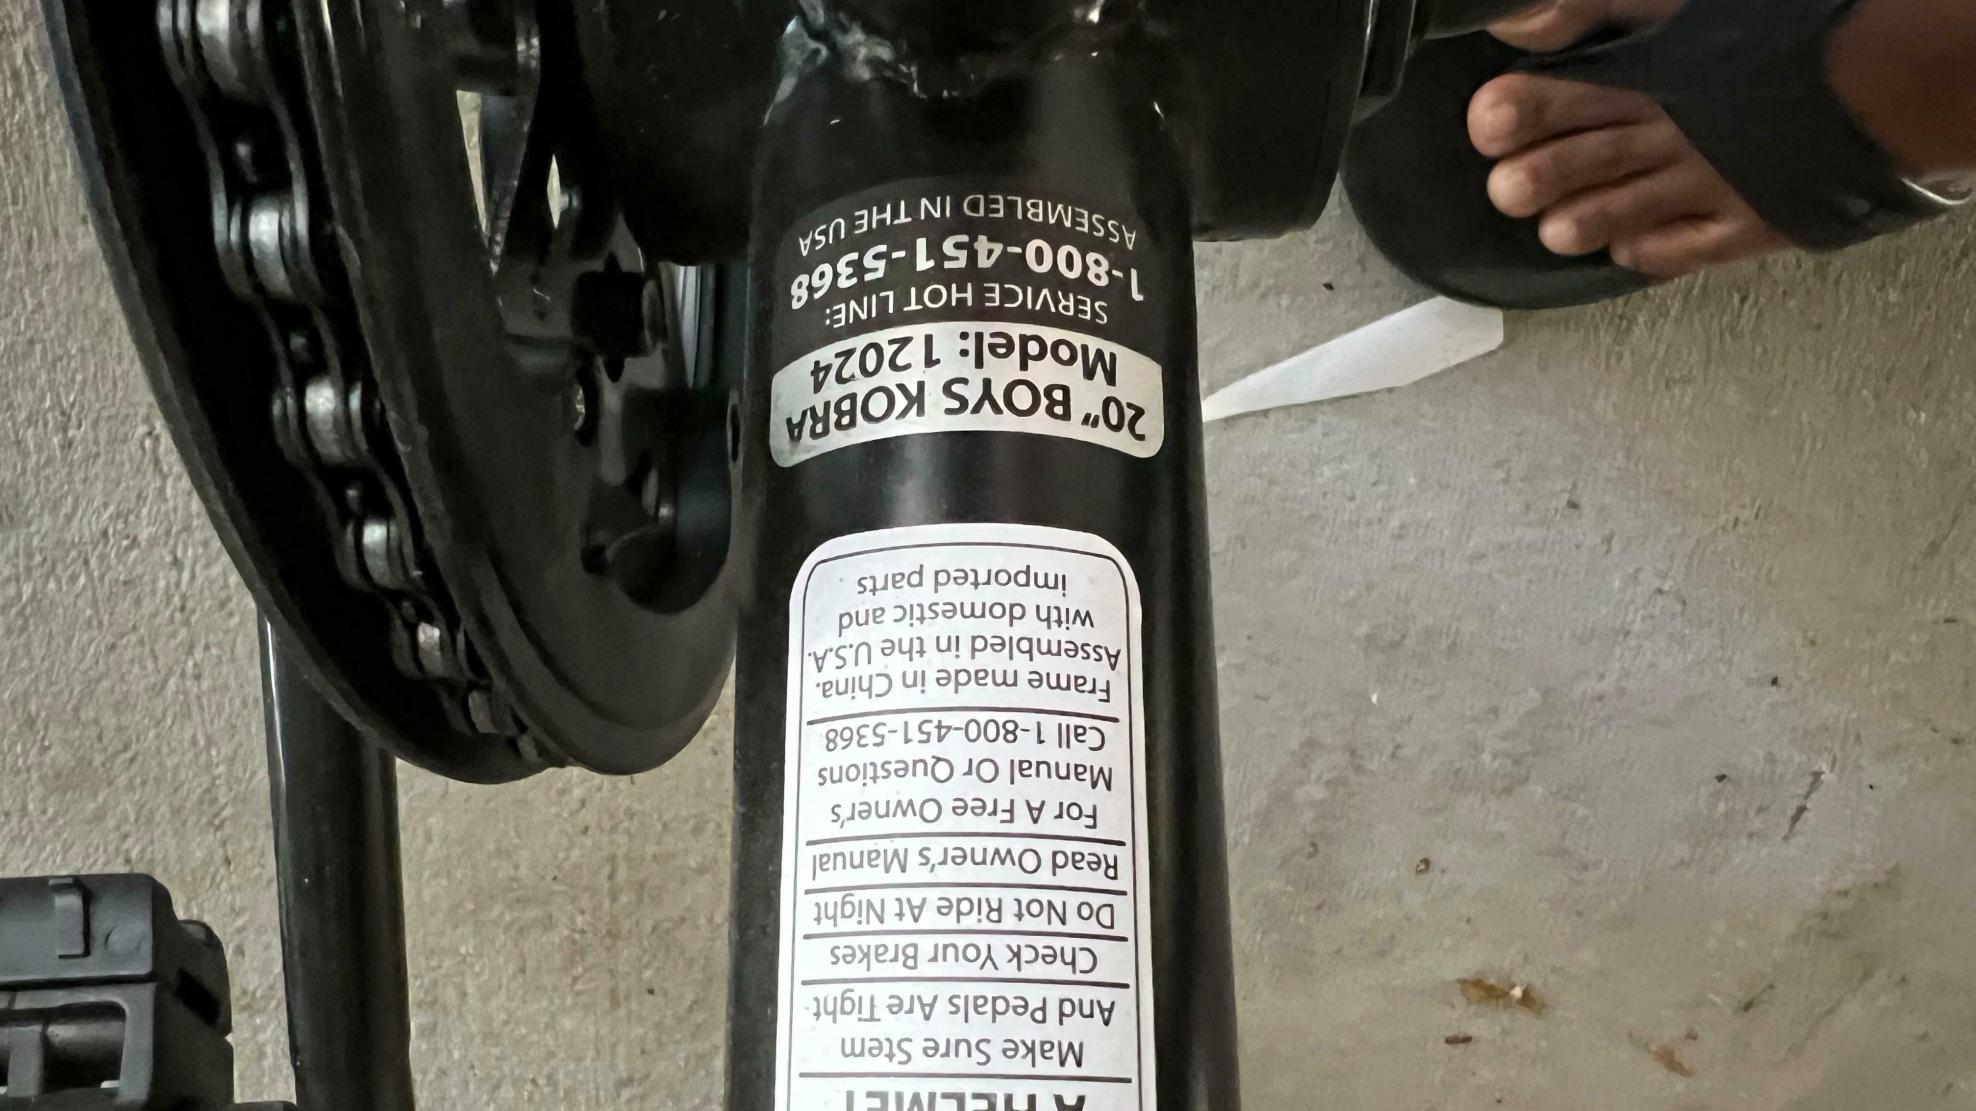 A HELMET
Make Sure Stem
And Pedals Are Tight
Check Your Brakes
Do Not Ride At Night
Read Owner's Manual
For A Free Owner's
Manual Or Questions
Call 1-800-451-5368
Frame made in China.
Assembled in the U.S.A.
with domestic and
imported parts
20" BOYS KOBRA
Model: 12024
SERVICE HOT LINE:
1-800-451-5368
ASSEMBLED IN THE USA